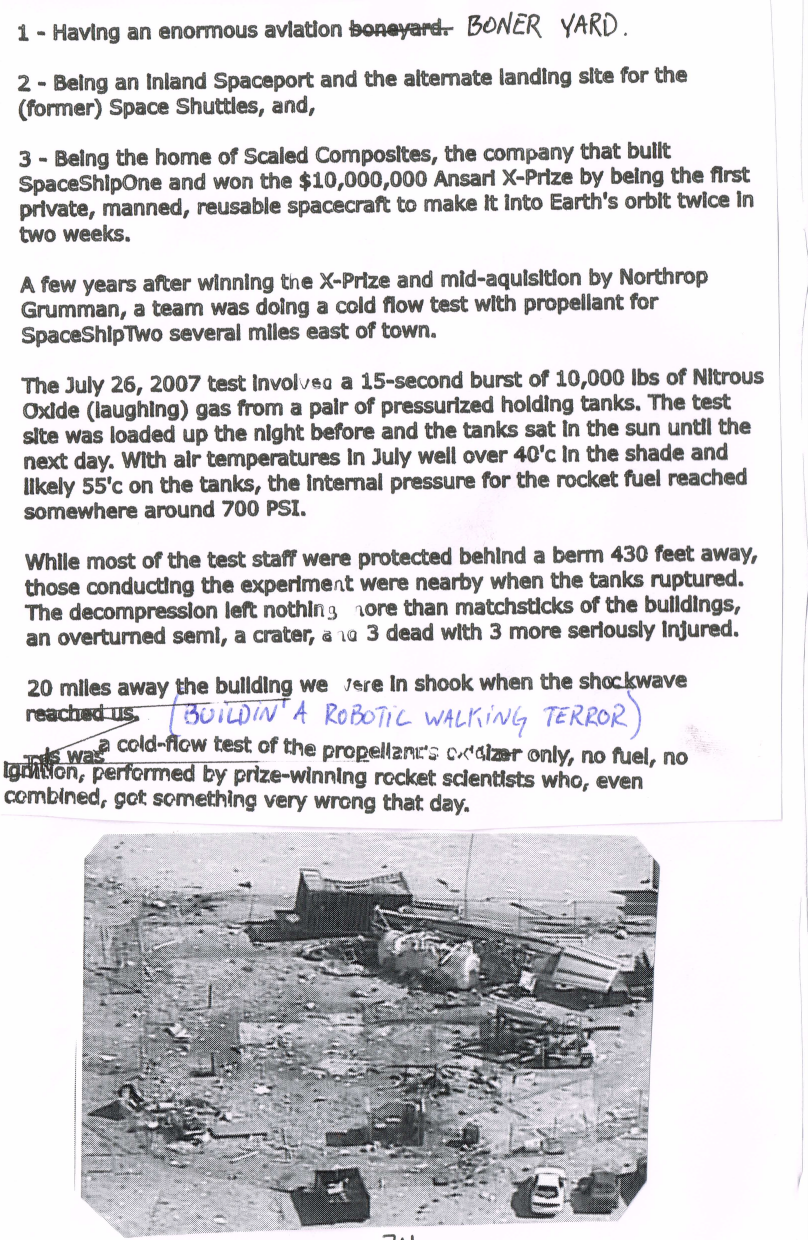 1 - Having an enormous aviation boneyard. BONER YARD.
2 - Being an Inland Spaceport and the alternate landing site for the
(former) Space Shuttles, and,
3 - Being the home of Scaled Composites, the company that built
SpaceShipOne and won the $10,000,000 Ansari X-Prize by being the first
private, manned, reusable spacecraft to make it into Earth's orbit twice in
two weeks.
A few years after winning the X-Prize and mid-aquisition by Northrop
Grumman, a team was doing a cold flow test with propellant for
SpaceShipTwo several miles east of town.
The July 26, 2007 test involved a 15-second burst of 10,000 lbs of Nitrous
Oxide (laughing) gas from a pair of pressurized holding tanks. The test
site was loaded up the night before and the tanks sat in the sun until the
next day. With air temperatures in July well over 40'c in the shade and
likely 55'c on the tanks, the internal pressure for the rocket fuel reached
somewhere around 700 PSI.
While most of the test staff were protected behind a berm 430 feet away,
those conducting the experiment were nearby when the tanks ruptured.
The decompression left nothing more than matchsticks of the buildings,
an overturned semi, a crater, and 3 dead with 3 more seriously injured.
20 miles away the building we were in shook when the shockwave
reached us. (BUILDIN' A ROBOTIC WALKING TERROR)
This was a cold-flow test of the propellant's oxidizer only, no fuel, no
ignition, performed by prize-winning rocket scientists who, even
combined, got something very wrong that day.